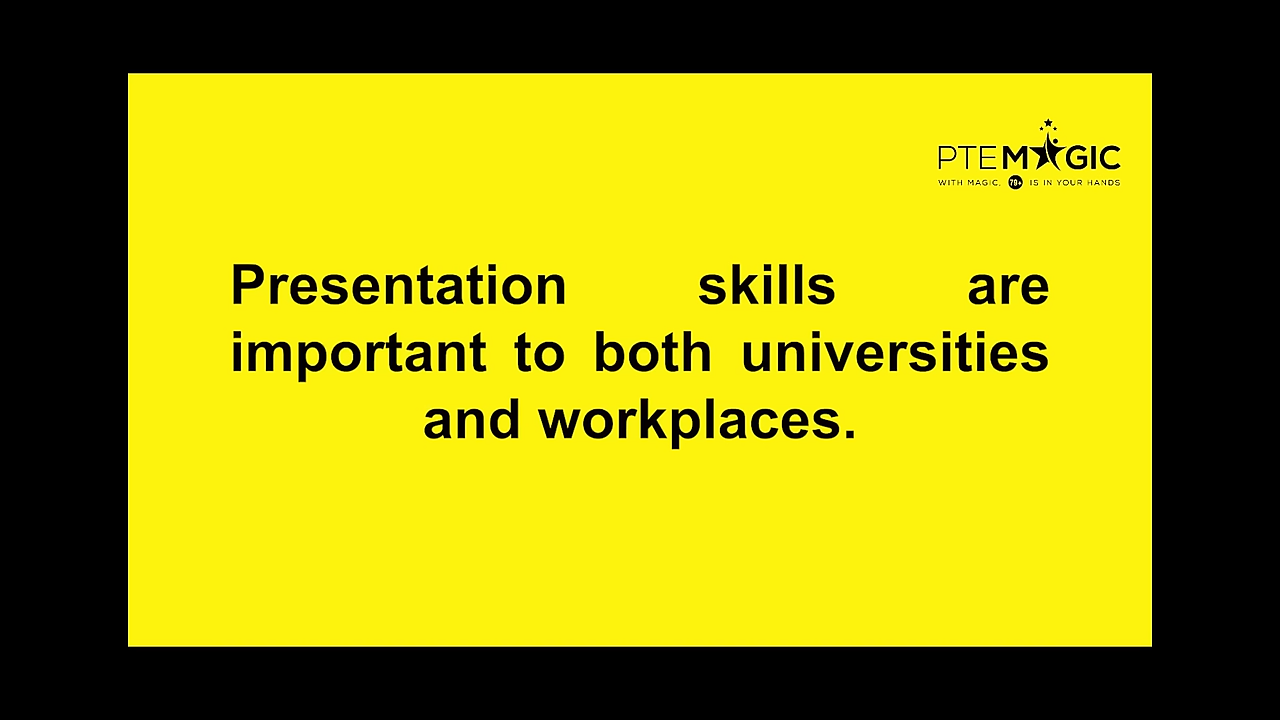 PTEMAGIC
WITH MAGIC, 79+ IS IN YOUR HANDS
Presentation skills are
important to both universities
and workplaces.